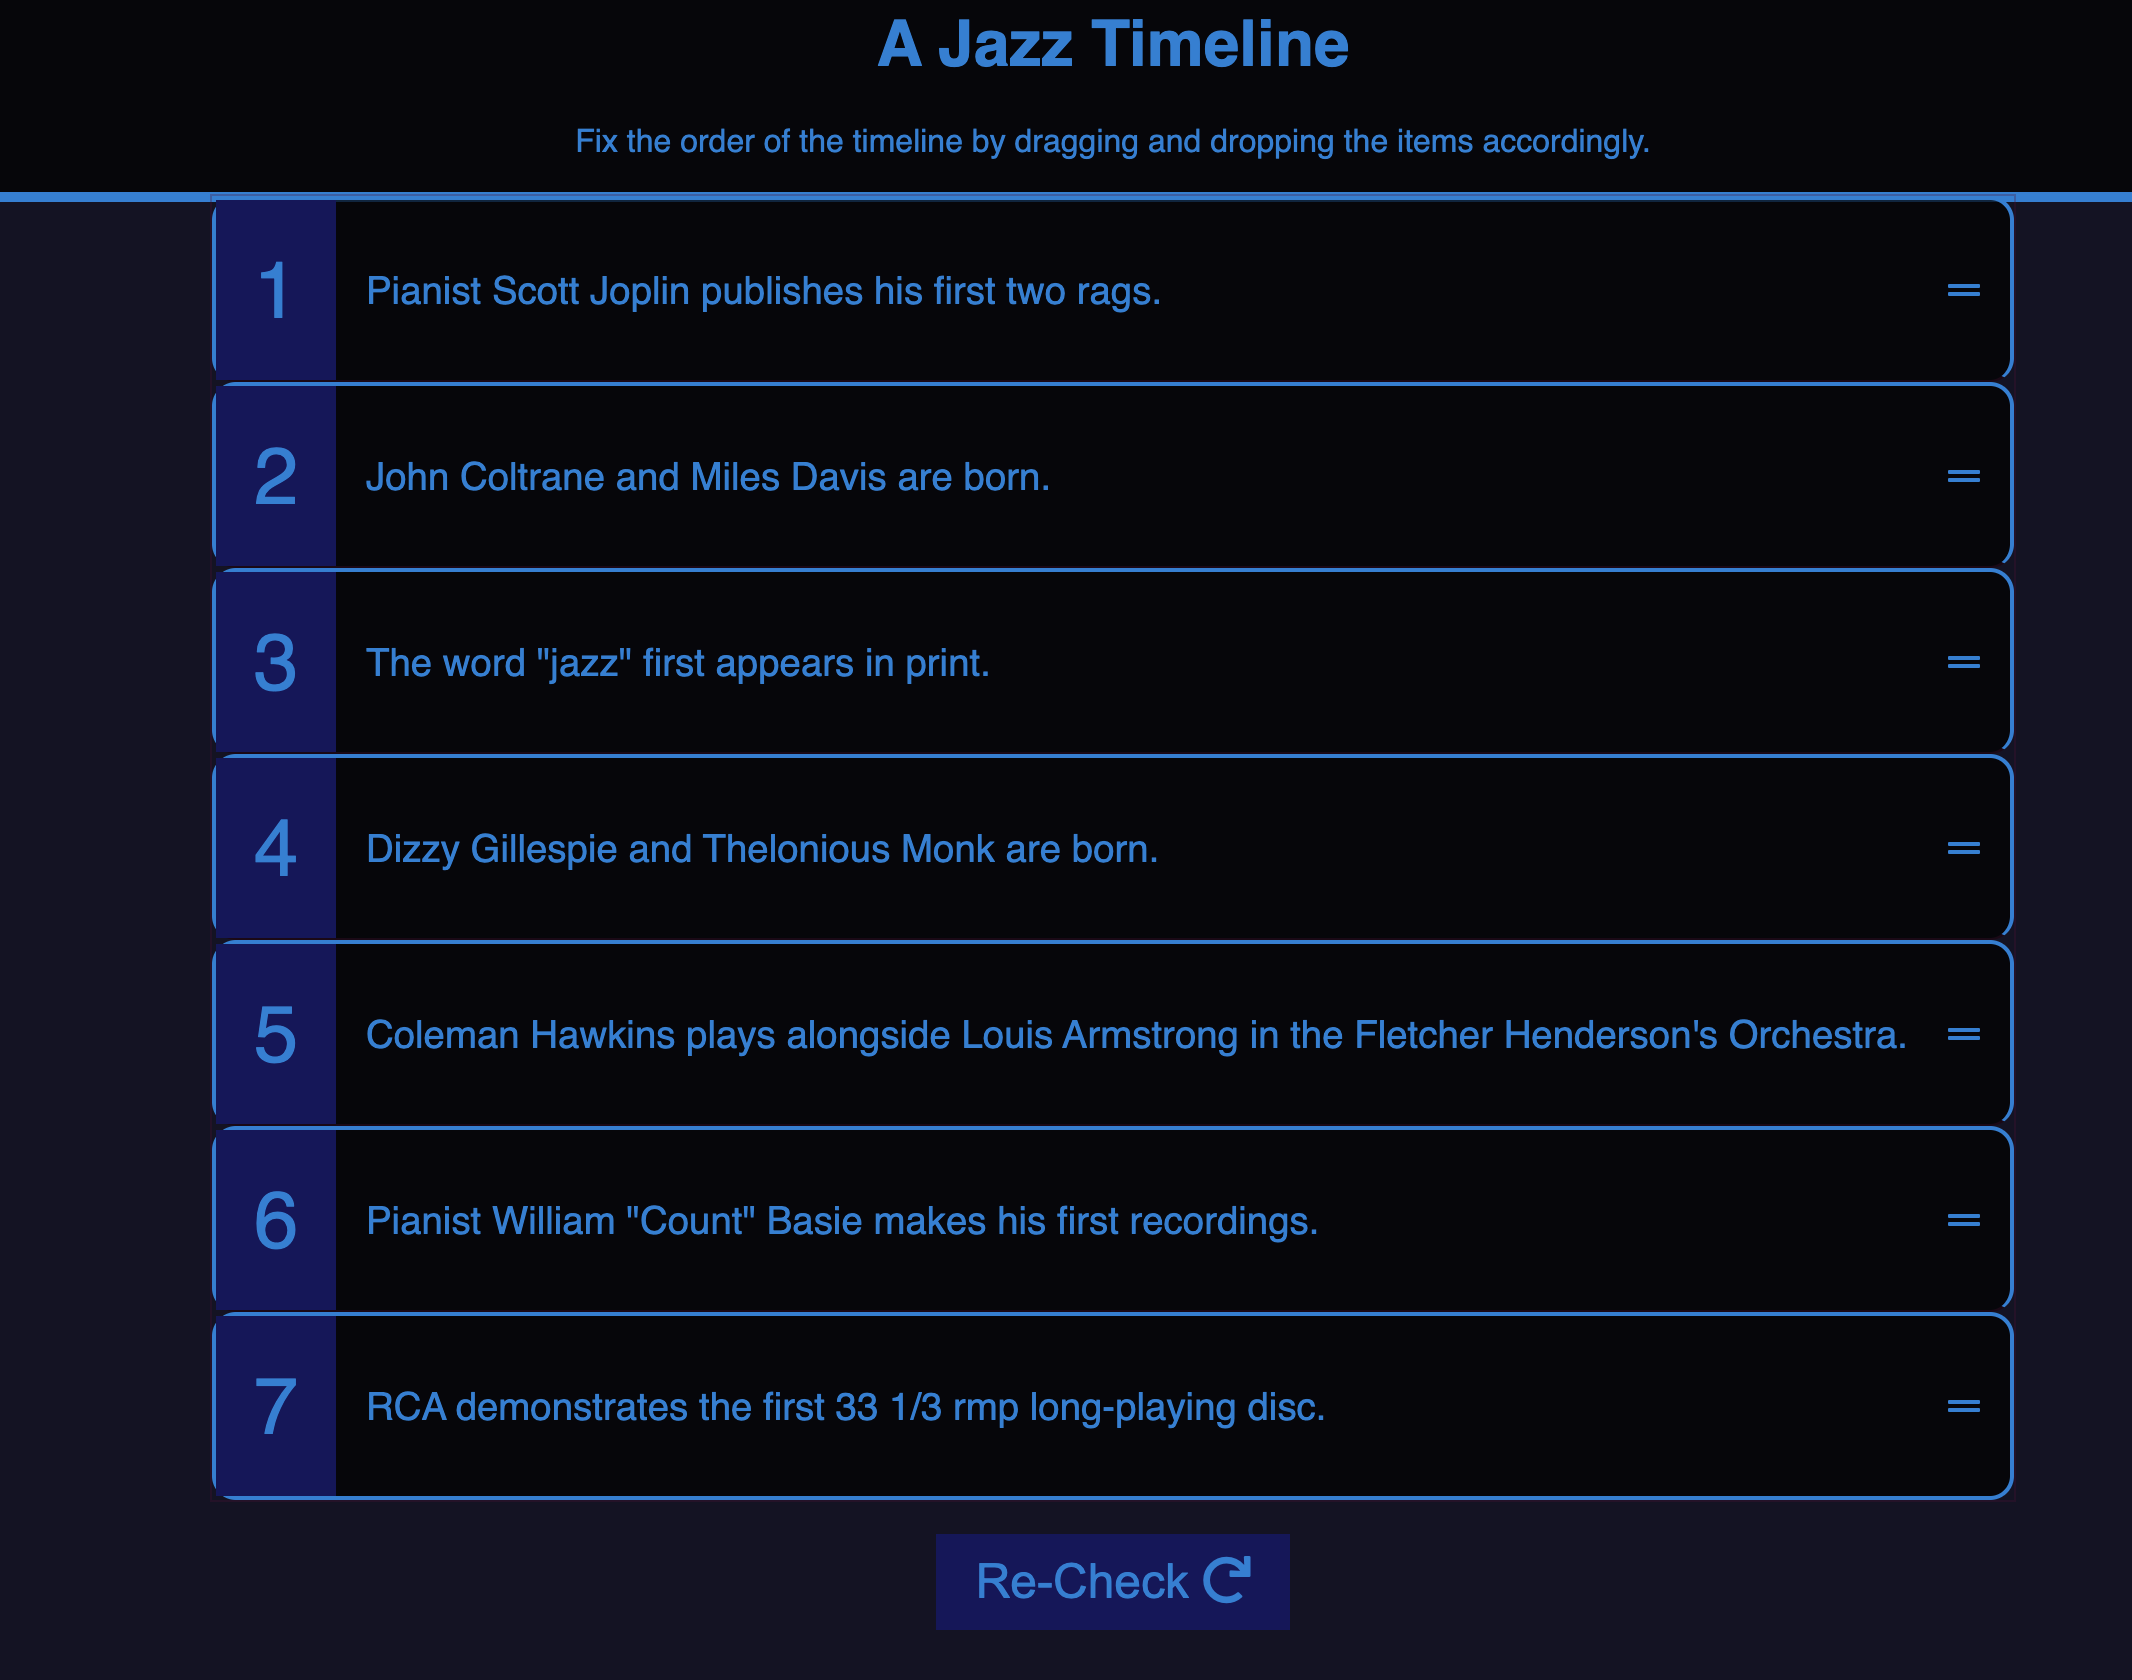 A Jazz Timeline
Fix the order of the timeline by dragging and dropping the items accordingly.
1
Pianist Scott Joplin publishes his first two rags.
2
John Coltrane and Miles Davis are born.
3
The word "jazz" first appears in print.
4
Dizzy Gillespie and Thelonious Monk are born.
5
Coleman Hawkins plays alongside Louis Armstrong in the Fletcher Henderson's Orchestra.
6
Pianist William "Count" Basie makes his first recordings.
7
RCA demonstrates the first 33 1/3 rmp long-playing disc.
Re-Check